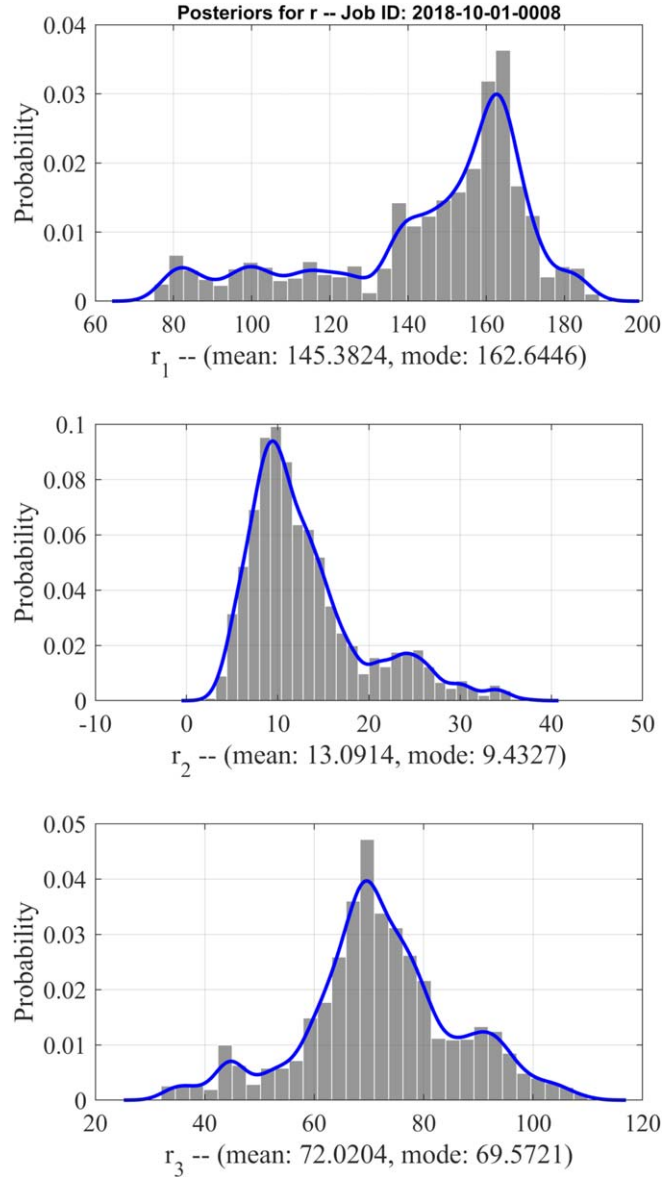 Posteriors for r -- Job ID: 2018-10-01-0008
0.04
0.03
0.02
0.01
0
Probability
60 80 100 120 140 160 180 200
r₁ -- (mean: 145.3824, mode: 162.6446)
0.1
0.08
0.06
0.04
0.02
0
Probability
-10 0 10 20 30 40 50
r₂ -- (mean: 13.0914, mode: 9.4327)
0.05
0.04
0.03
0.02
0.01
0
Probability
20 40 60 80 100 120
r₃ -- (mean: 72.0204, mode: 69.5721)